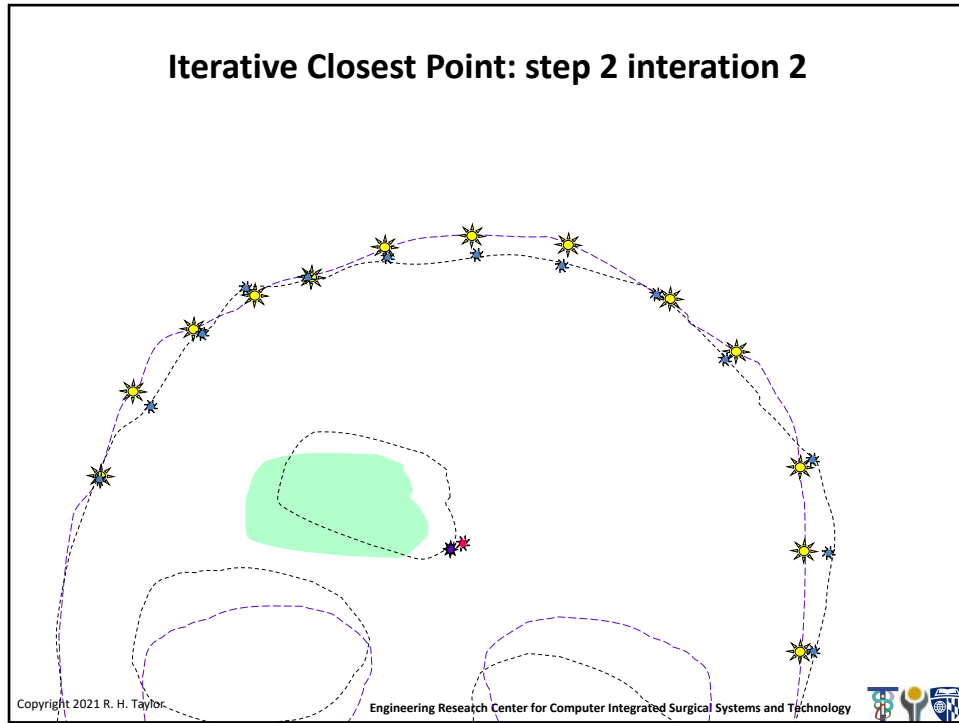 Iterative Closest Point: step 2 interation 2
Copyright 2021 R. H. Taylor
Engineering Research Center for Computer Integrated Surgical Systems and Technology